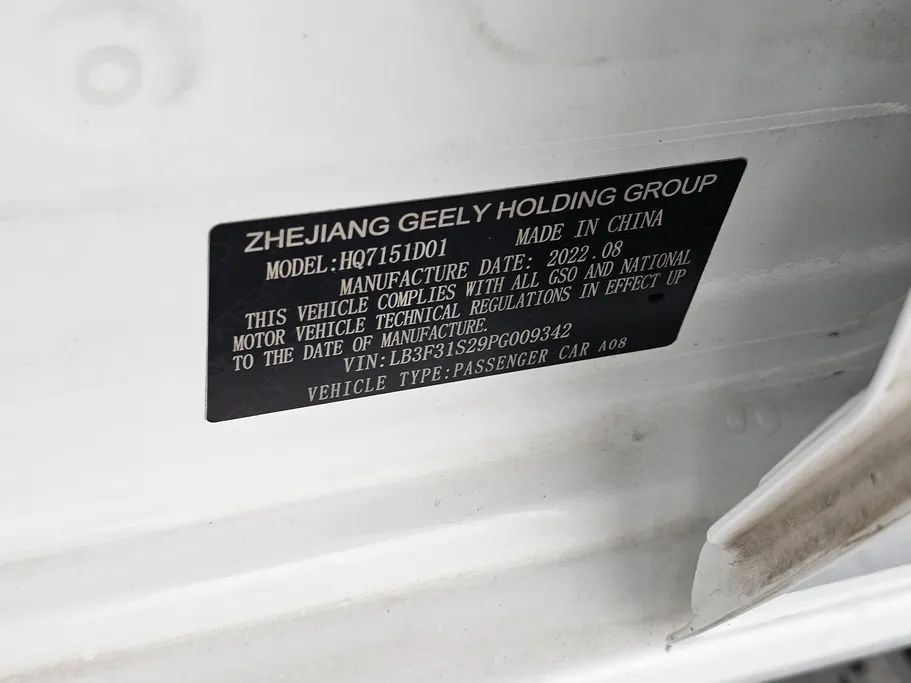 ZHEJIANG GEELY HOLDING GROUP
MODEL:HQ7151D01 MADE IN CHINA
MANUFACTURE DATE: 2022.08
THIS VEHICLE COMPLIES WITH ALL GSO AND NATIONAL
MOTOR VEHICLE TECHNICAL REGULATIONS IN EFFECT UP
TO THE DATE OF MANUFACTURE.
VIN:LB3F31S29PG009342
VEHICLE TYPE:PASSENGER CAR A08